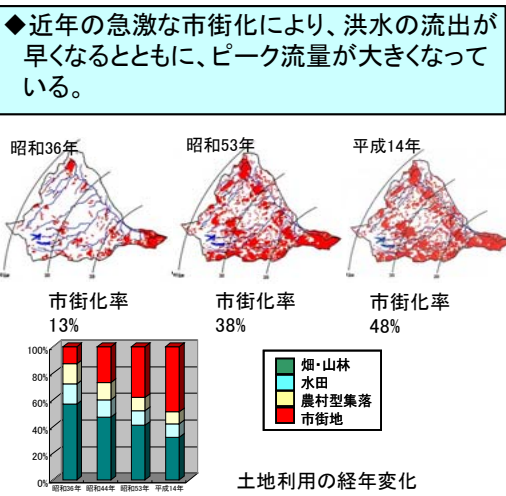 ◆近年の急激な市街化により、洪水の流出が
早くなるとともに、ピーク流量が大きくなって
いる。
昭和36年
昭和53年
平成14年
市街化率
13%
市街化率
38%
市街化率
48%
100%
80%
60%
40%
20%
0%
昭和36年 昭和44年 昭和53年 平成14年
畑・山林
水田
農村型集落
市街地
土地利用の経年変化